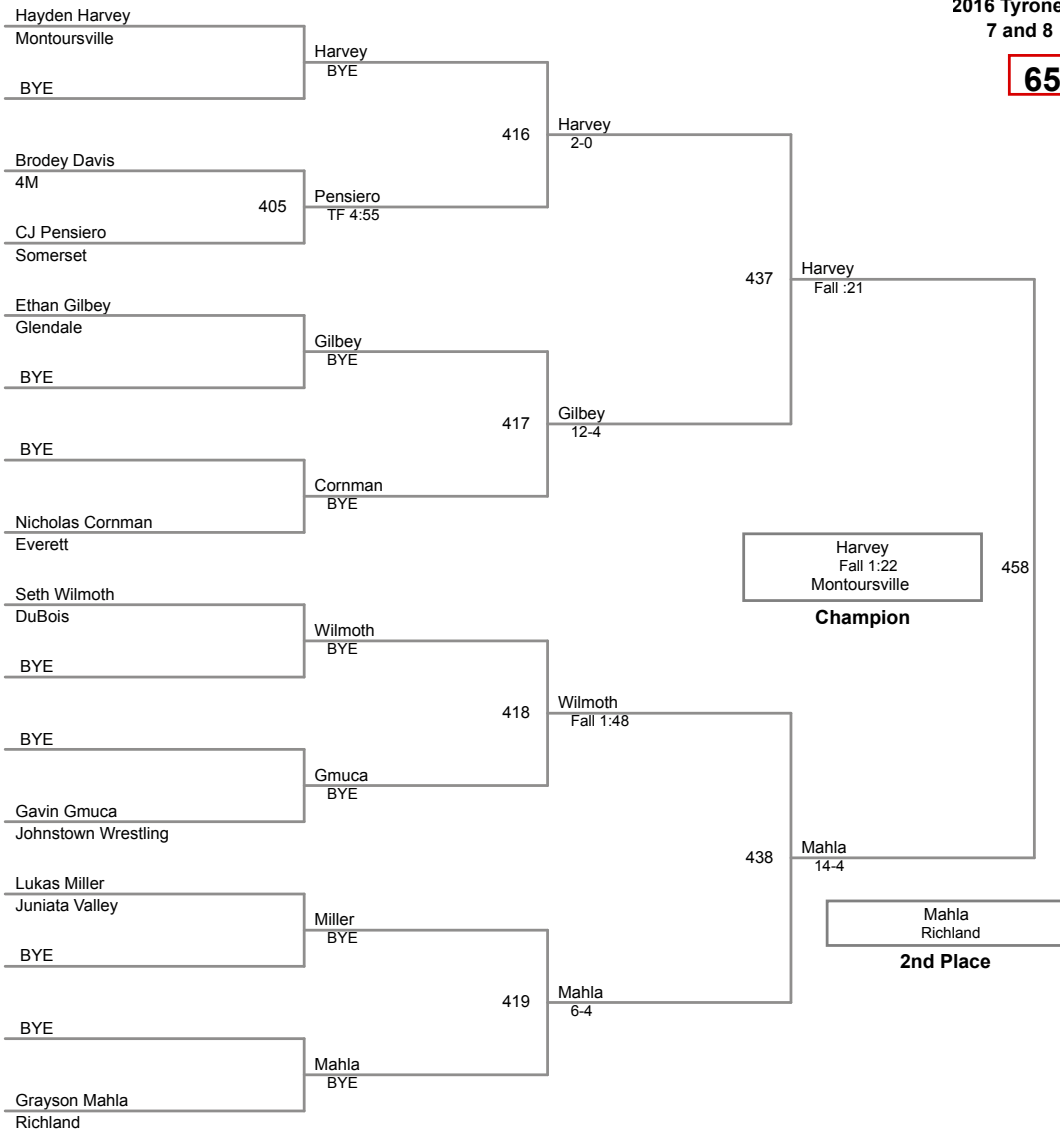 2016 Tyrone
7 and 8
65
Hayden Harvey
Montoursville
BYE
Brodey Davis
4M
CJ Pensiero
Somerset
Ethan Gilbey
Glendale
BYE
BYE
Nicholas Cornman
Everett
Seth Wilmoth
DuBois
BYE
BYE
Gavin Gmuca
Johnstown Wrestling
Lukas Miller
Juniata Valley
BYE
BYE
Grayson Mahla
Richland
Harvey
BYE
405
Pensiero
TF 4:55
Gilbey
BYE
Cornman
BYE
Wilmoth
BYE
Gmuca
BYE
Miller
BYE
Mahla
BYE
416
Harvey
2-0
417
Gilbey
12-4
418
Wilmoth
Fall 1:48
419
Mahla
6-4
437
Harvey
Fall :21
438
Mahla
14-4
458
Harvey
Fall 1:22
Montoursville
Champion
Mahla
Richland
2nd Place